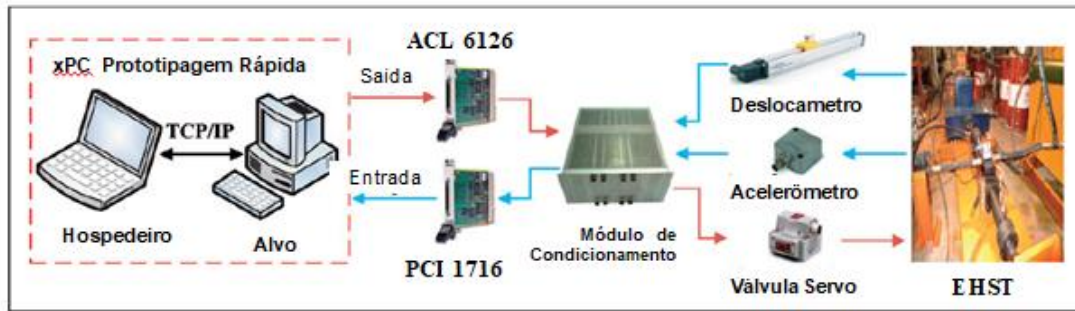 xPC Prototipagem Rápida
TCP/IP
Hospedeiro
Alvo
Saida
Entrada
ACL 6126
PCI 1716
Módulo de
Condicionamento
Deslocametro
Acelerömetro
Válvula Servo
EHST